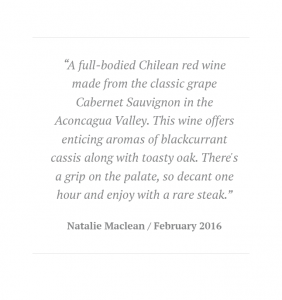 “A full-bodied Chilean red wine
made from the classic grape
Cabernet Sauvignon in the
Aconcagua Valley. This wine offers
enticing aromas of blackcurrant
cassis along with toasty oak. There's
a grip on the palate, so decant one
hour and enjoy with a rare steak.”
Natalie Maclean / February 2016